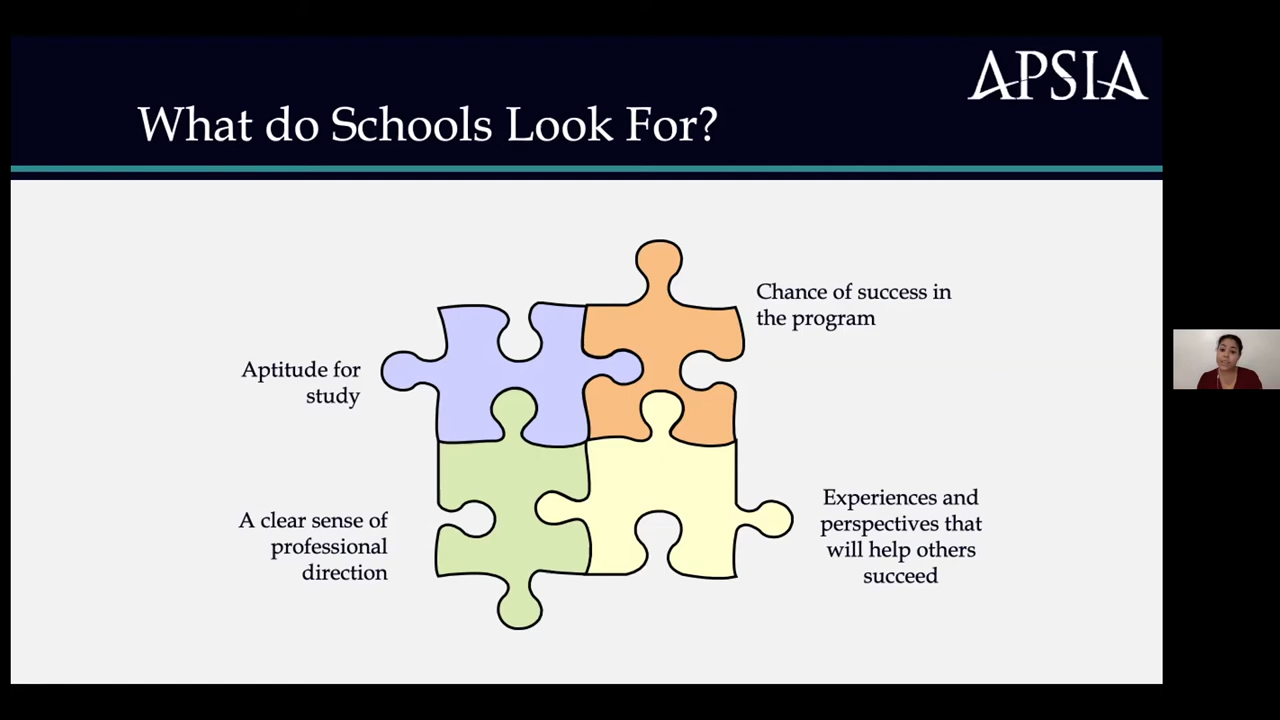 APSIA
What do Schools Look For?
Chance of success in
the program
Aptitude for
study
Experiences and
perspectives that
will help others
succeed
A clear sense of
professional
direction